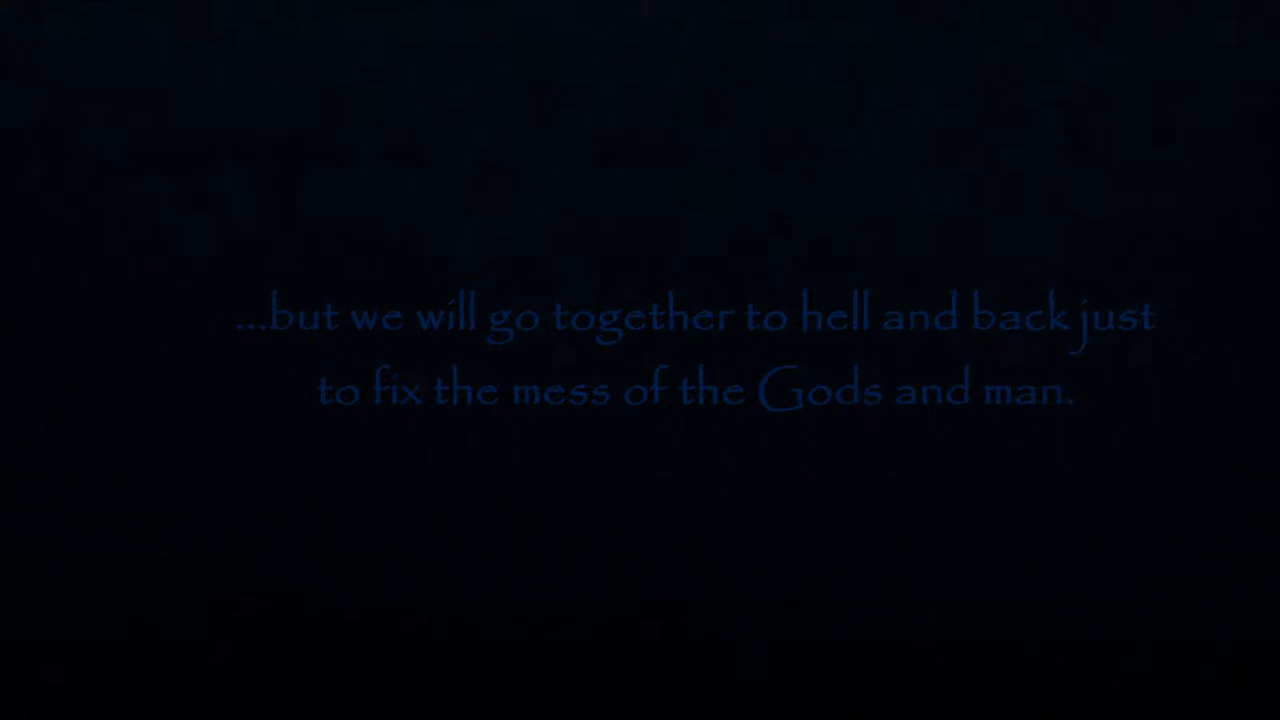 ...but we will go together to hell and back just
to fix the mess of the Gods and man.